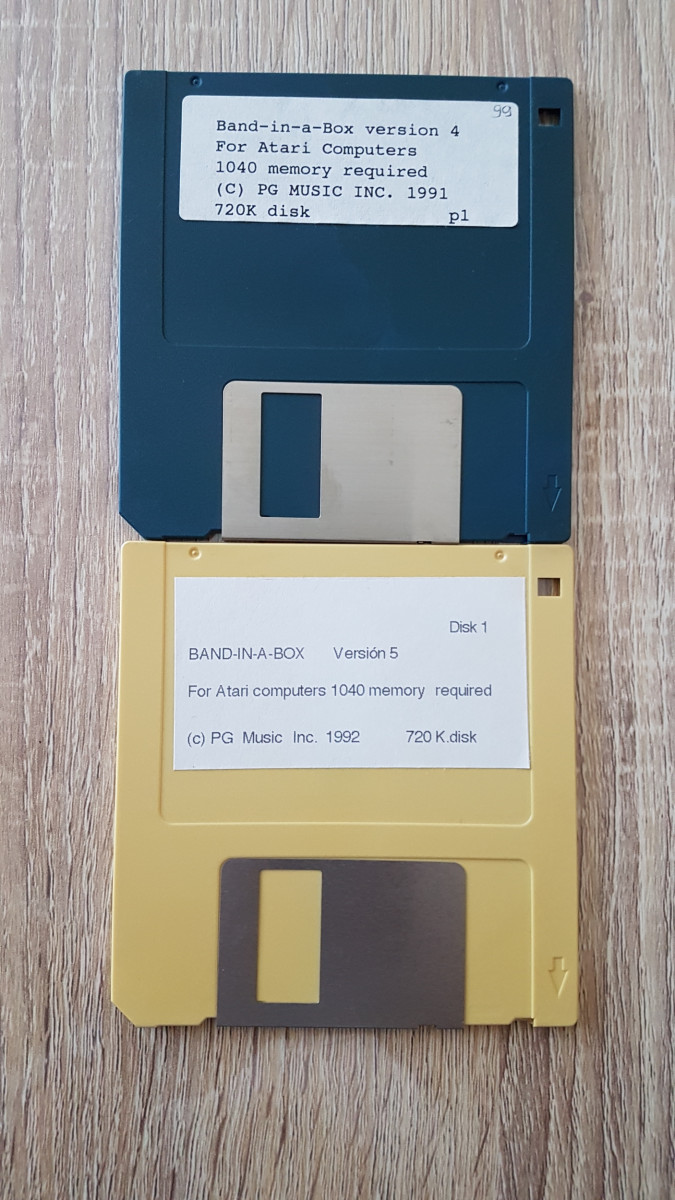 99
Band-in-a-Box version 4
For Atari Computers
1040 memory required
(C) PG MUSIC INC. 1991
720K disk p1
Disk 1
BAND-IN-A-BOX Versión 5
For Atari computers 1040 memory required
(c) PG Music Inc. 1992 720 K.disk